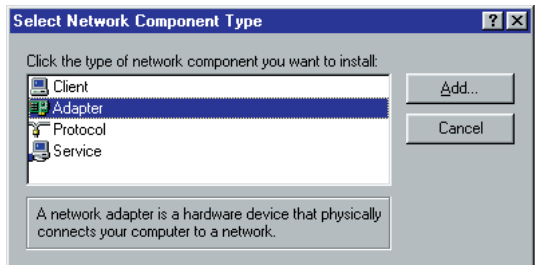 Select Network Component Type
Click the type of network component you want to install:
Client
Adapter
Protocol
Service
Add...
Cancel
A network adapter is a hardware device that physically
connects your computer to a network.